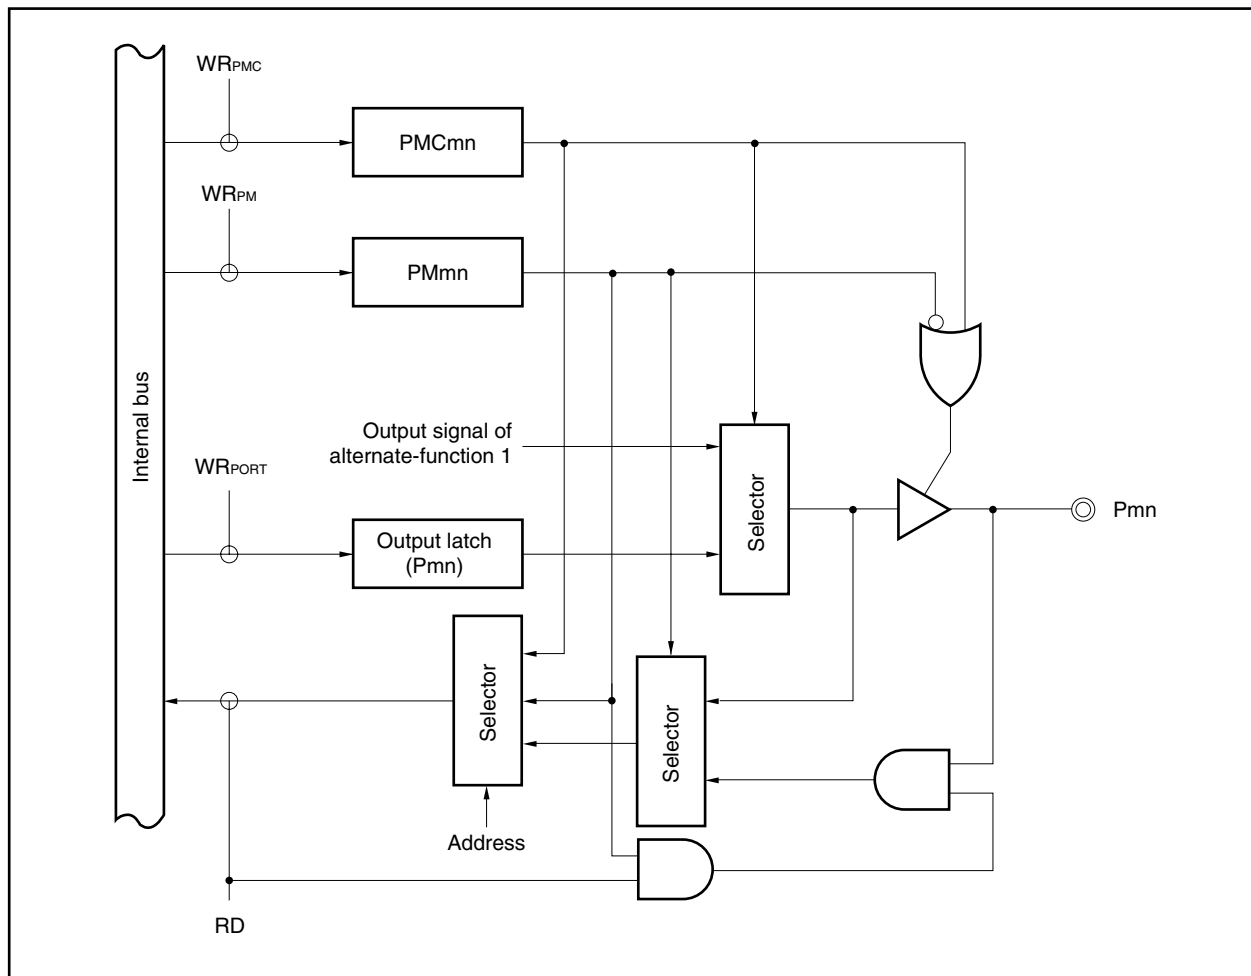 WRPMC
PMCmn
WRPM
PMmn
Internal bus
Output signal of
alternate-function 1
WRPORT
Output latch
(Pmn)
Selector
Pmn
Selector
Selector
Address
RD